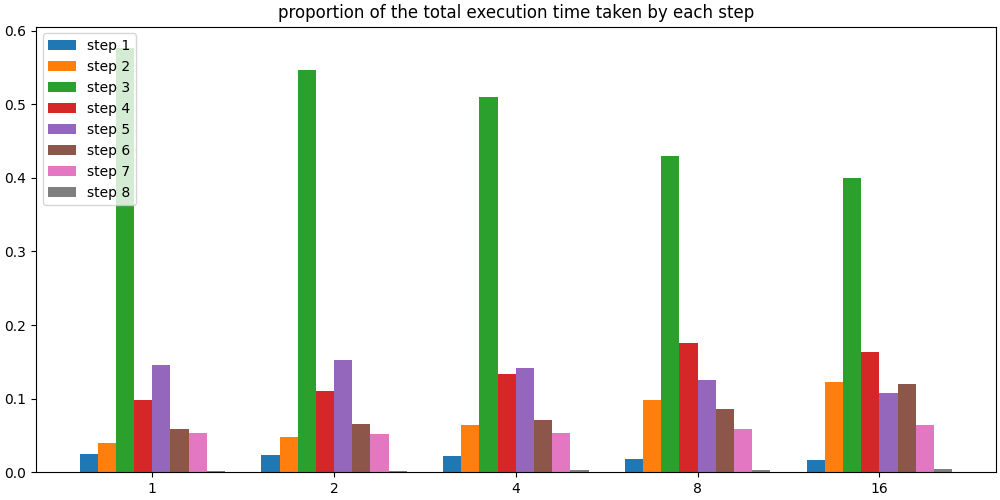 proportion of the total execution time taken by each step
0.6
0.5
0.4
0.3
0.2
0.1
0.0
step 1
step 2
step 3
step 4
step 5
step 6
step 7
step 8
1 2 4 8 16